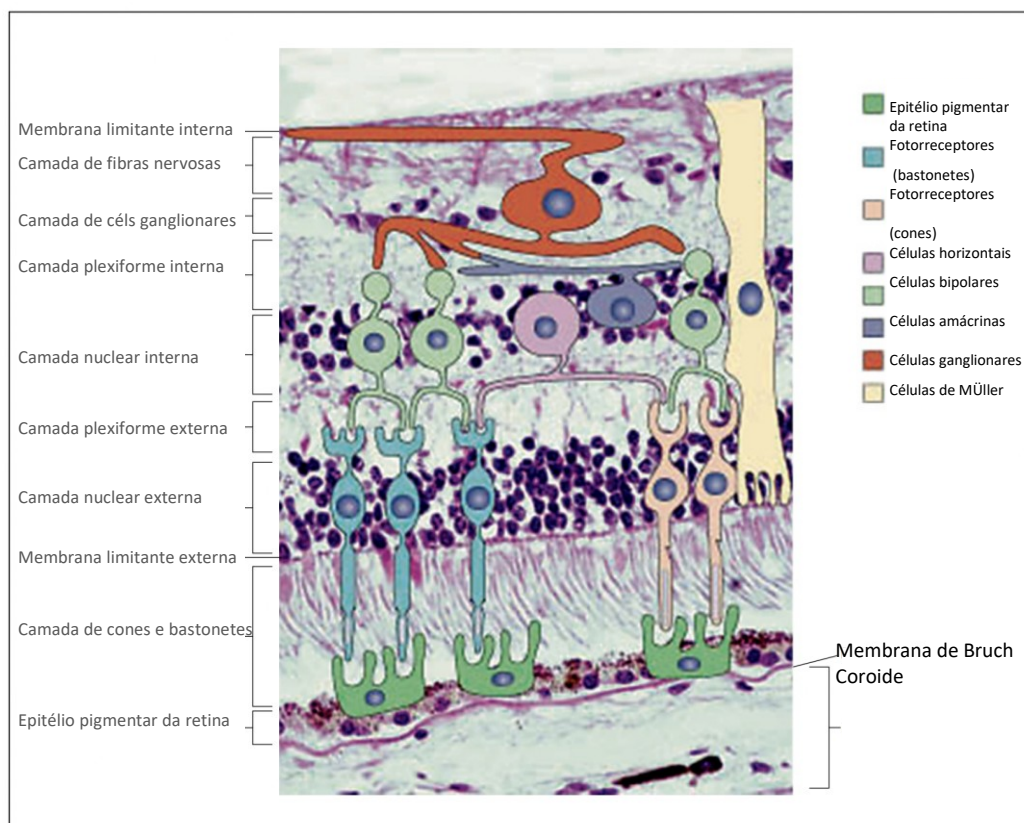 Membrana limitante interna
Camada de fibras nervosas
Camada de céls ganglionares
Camada plexiforme interna
Camada nuclear interna
Camada plexiforme externa
Camada nuclear externa
Membrana limitante externa
Camada de cones e bastonetes
Epitélio pigmentar da retina
Epitélio pigmentar
da retina
Fotorreceptores
(bastonetes)
Fotorreceptores
(cones)
Células horizontais
Células bipolares
Células amácrinas
Células ganglionares
Células de MÜller
Membrana de Bruch
Coroide